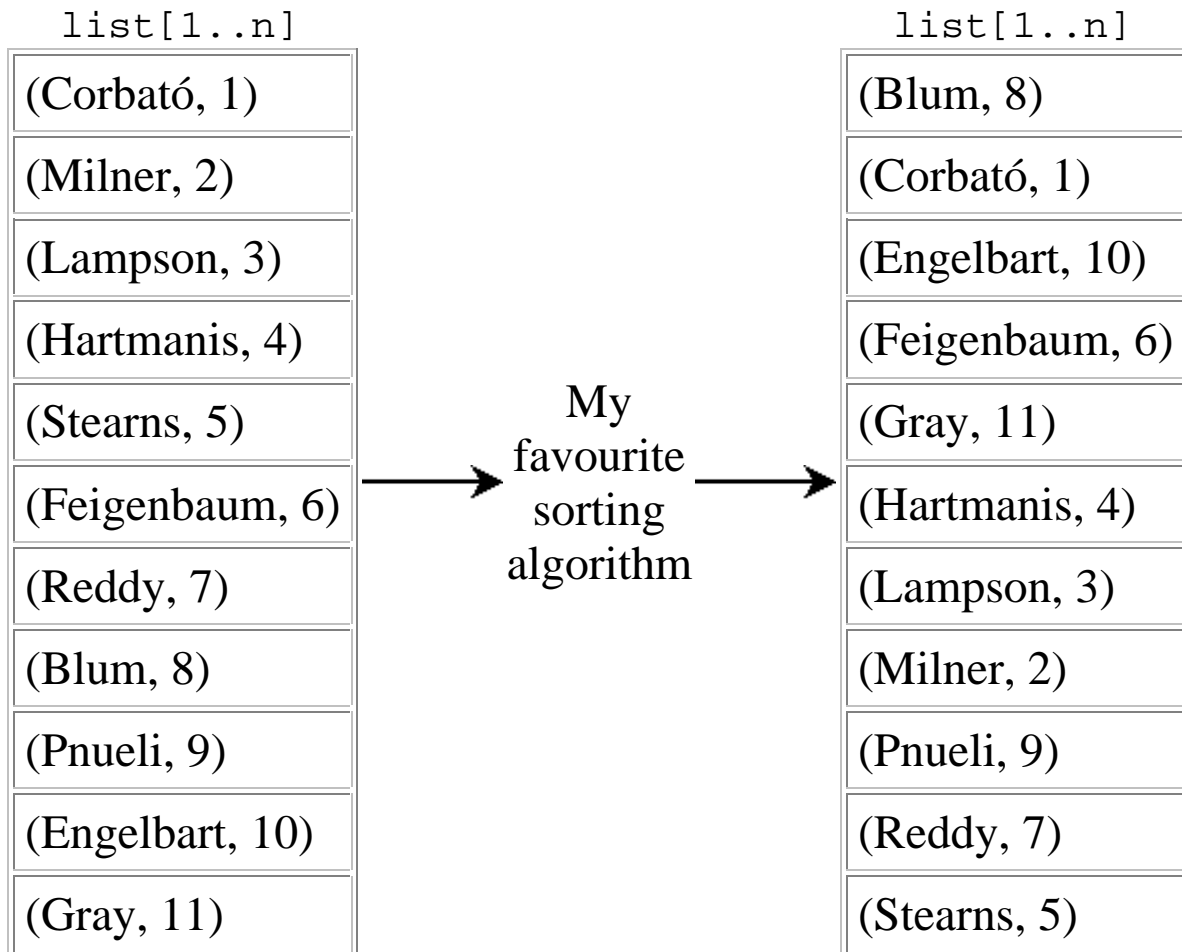 list[1..n]
(Corbató, 1)
(Milner, 2)
(Lampson, 3)
(Hartmanis, 4)
(Stearns, 5)
(Feigenbaum, 6)
(Reddy, 7)
(Blum, 8)
(Pnueli, 9)
(Engelbart, 10)
(Gray, 11)
My
favourite
sorting
algorithm
list[1..n]
(Blum, 8)
(Corbató, 1)
(Engelbart, 10)
(Feigenbaum, 6)
(Gray, 11)
(Hartmanis, 4)
(Lampson, 3)
(Milner, 2)
(Pnueli, 9)
(Reddy, 7)
(Stearns, 5)